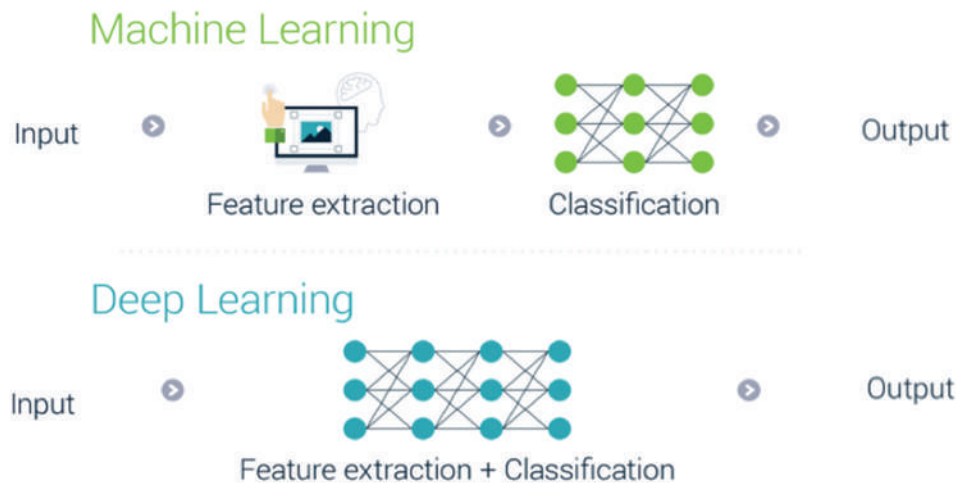 Machine Learning
Input
Output
Feature extraction
Classification
Deep Learning
Input
Output
Feature extraction + Classification